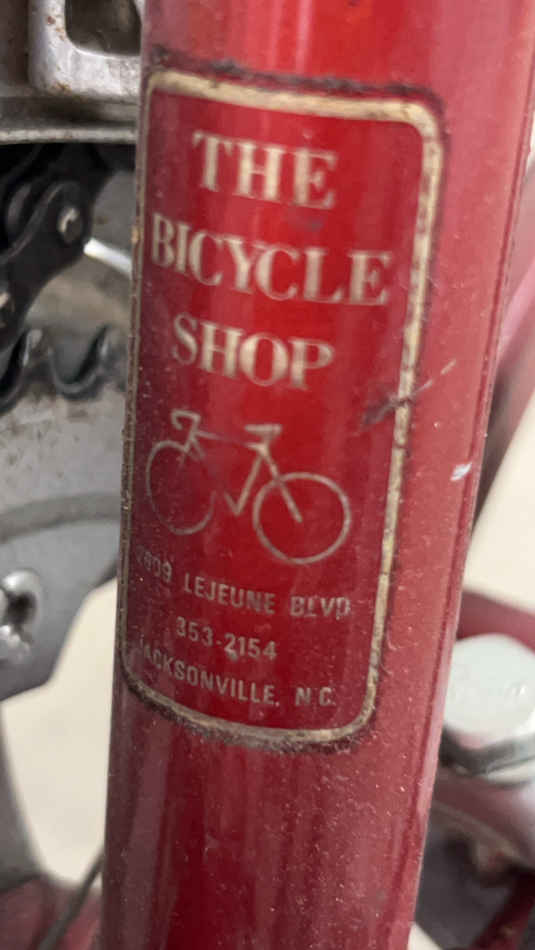 THE
BICYCLE
SHOP
LEJEUNE BLVD
353-2154
JACKSONVILLE, N.C.